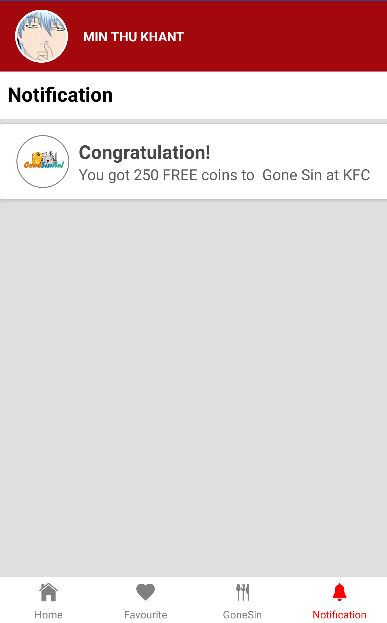 MIN THU KHANT
Notification
Congratulation!
You got 250 FREE coins to  Gone Sin at KFC
Home
Favourite
GoneSin
Notification